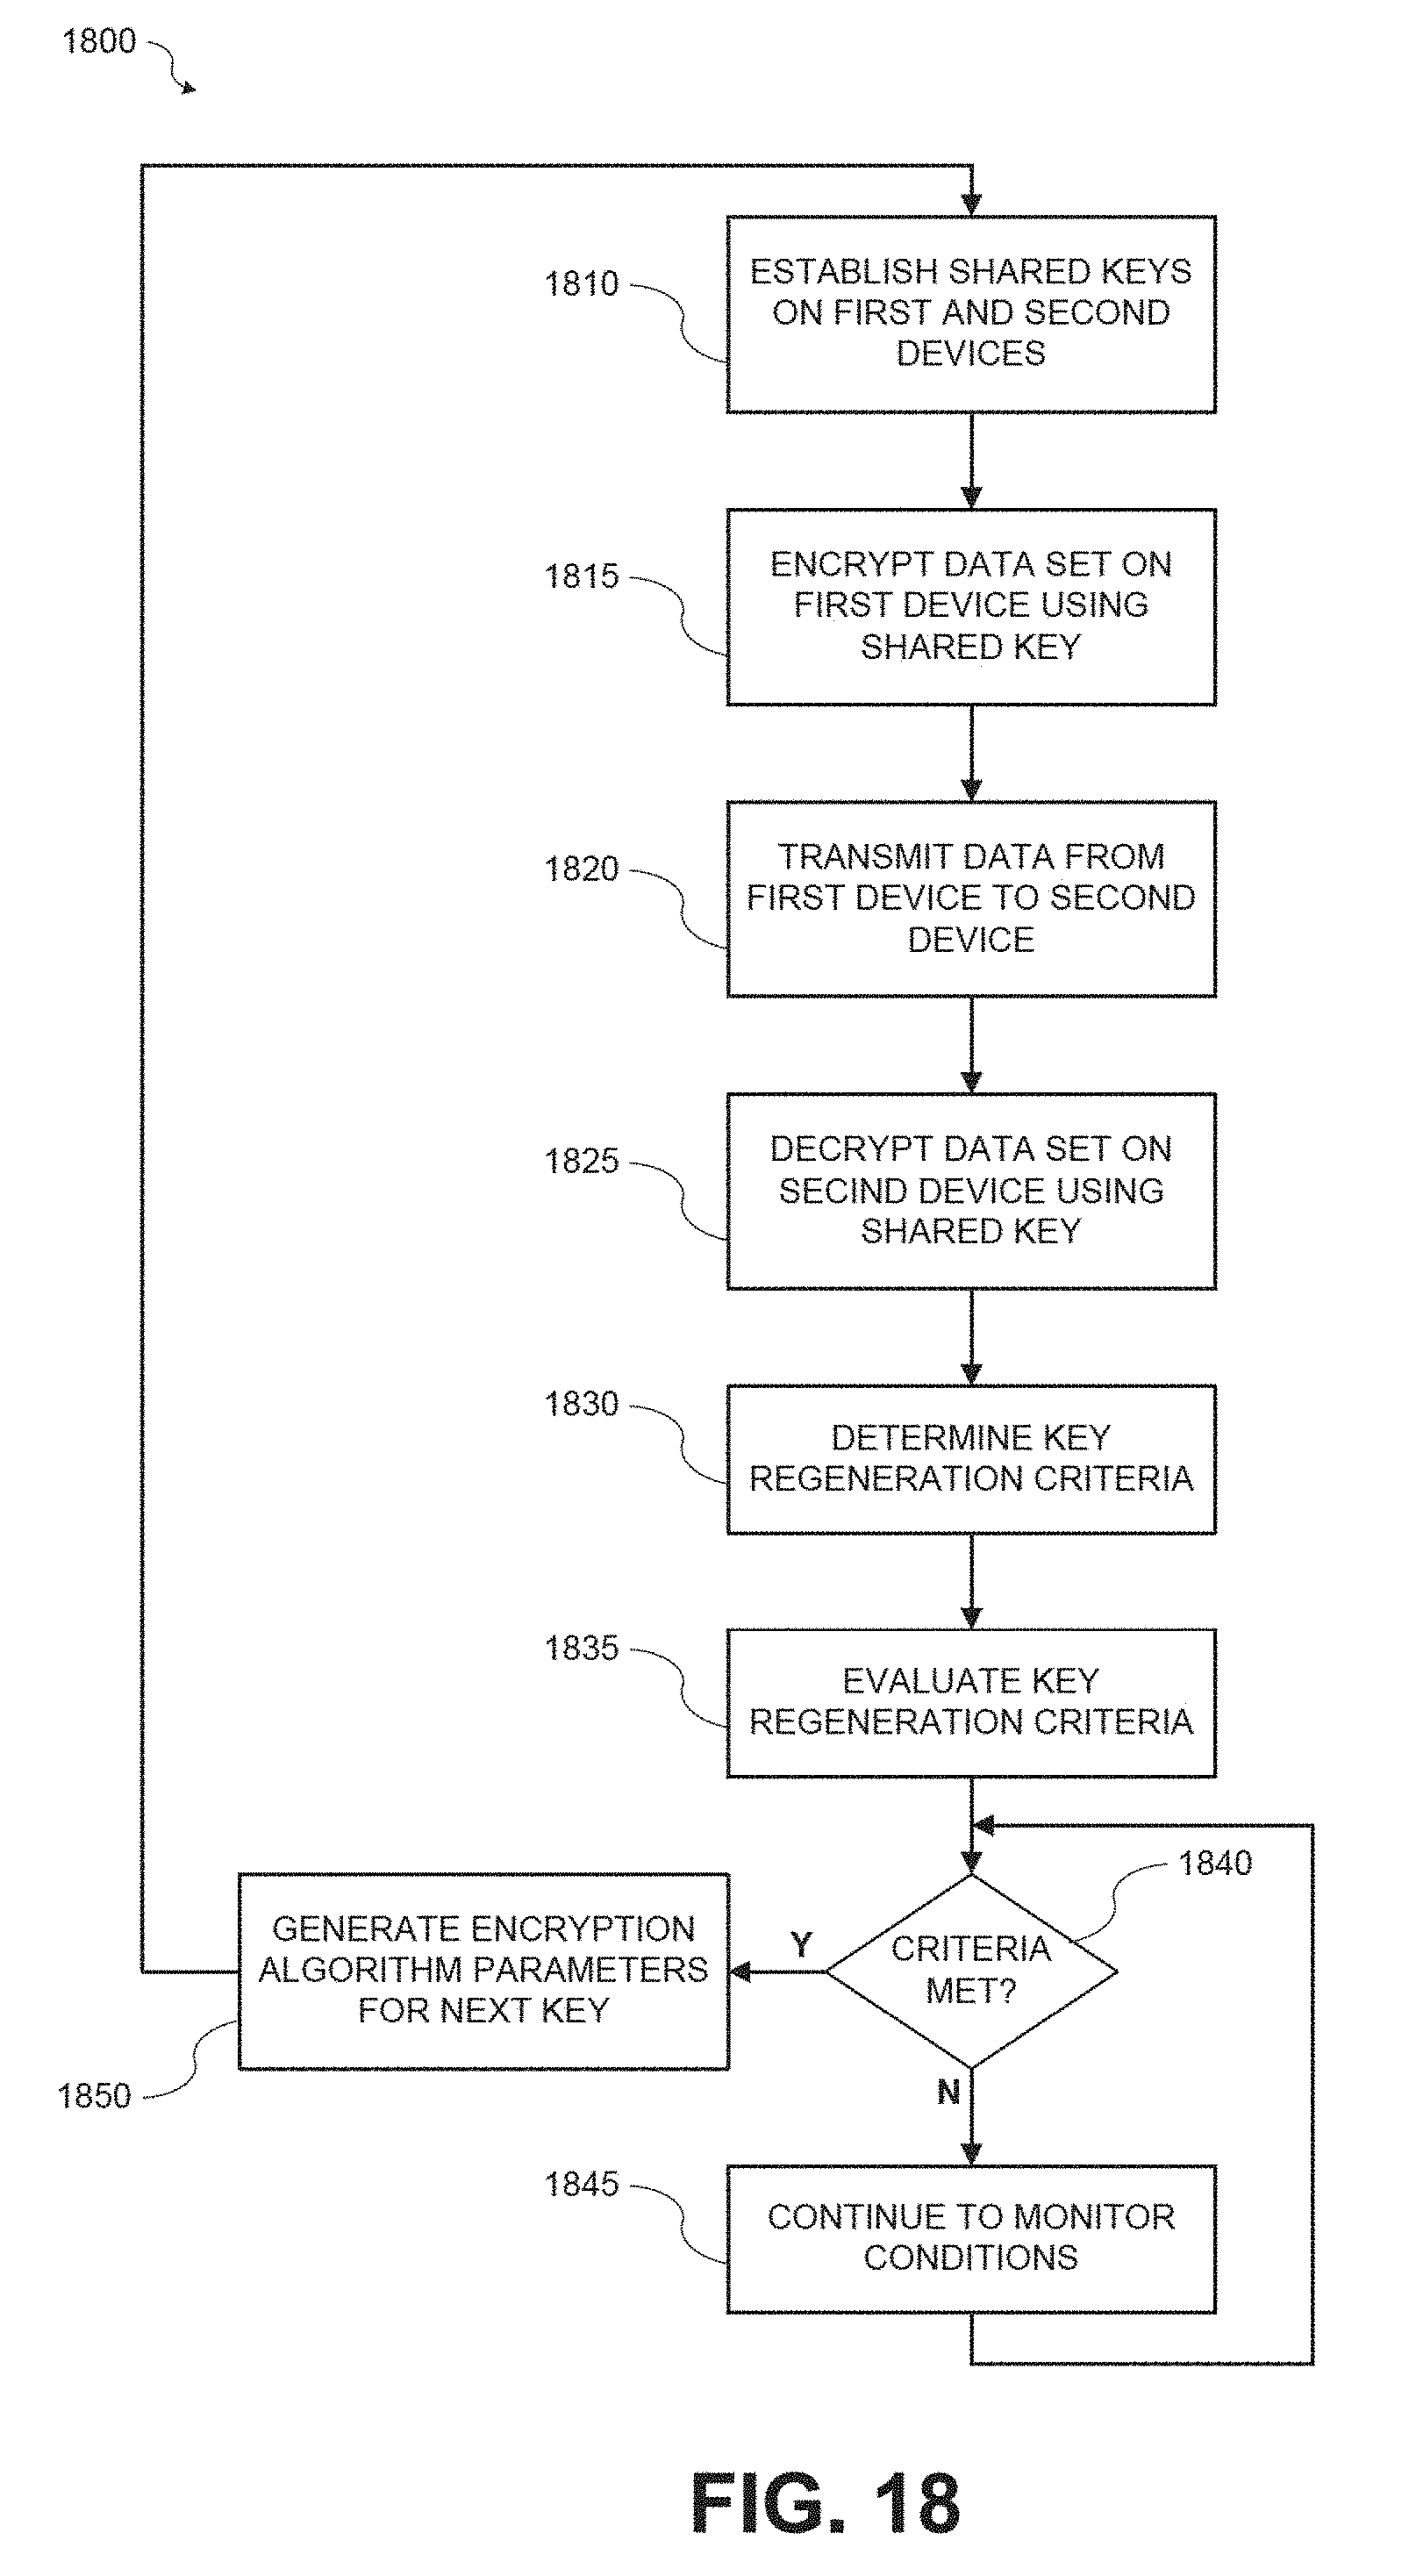 1800
1810
ESTABLISH SHARED KEYS
ON FIRST AND SECOND
DEVICES
1815
ENCRYPT DATA SET ON
FIRST DEVICE USING
SHARED KEY
1820
TRANSMIT DATA FROM
FIRST DEVICE TO SECOND
DEVICE
1825
DECRYPT DATA SET ON
SECIND DEVICE USING
SHARED KEY
1830
DETERMINE KEY
REGENERATION CRITERIA
1835
EVALUATE KEY
REGENERATION CRITERIA
1840
CRITERIA
MET?
Y
GENERATE ENCRYPTION
ALGORITHM PARAMETERS
FOR NEXT KEY
1850
N
1845
CONTINUE TO MONITOR
CONDITIONS
FIG. 18